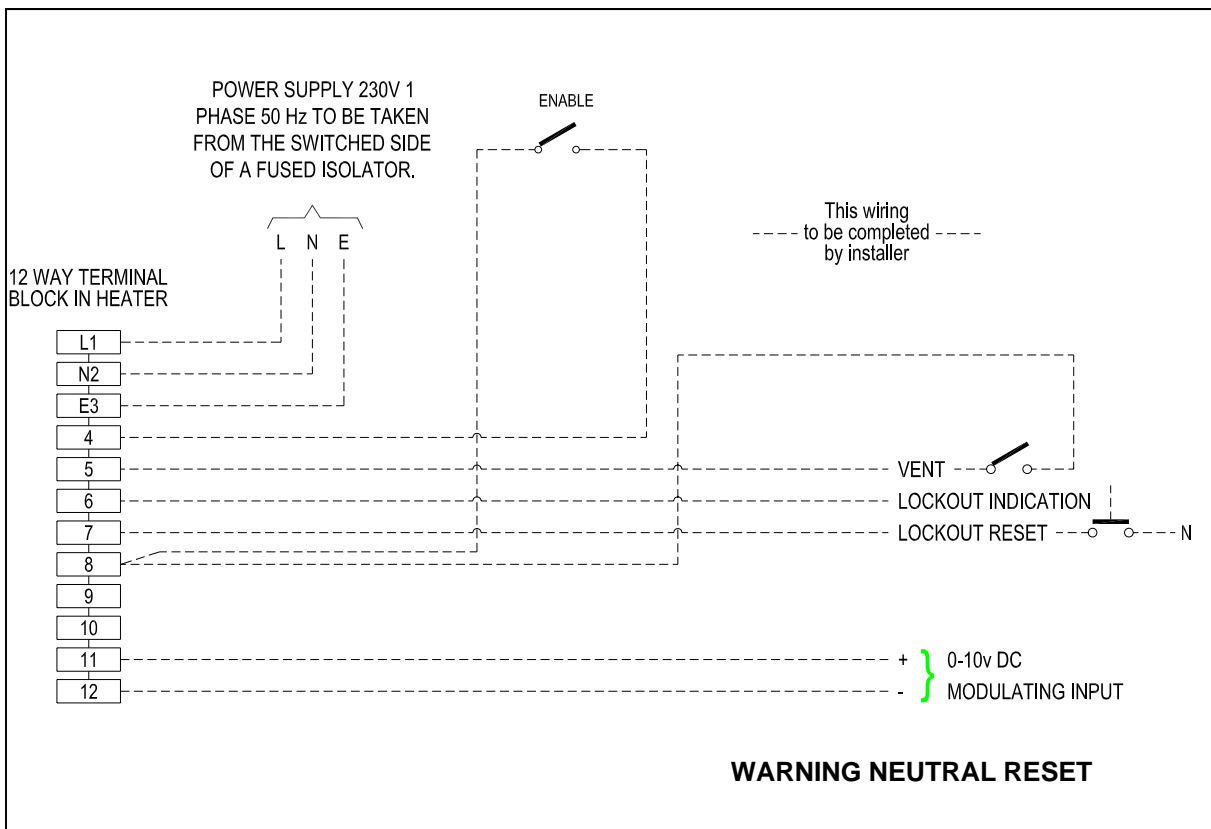 POWER SUPPLY 230V 1
PHASE 50 Hz TO BE TAKEN
FROM THE SWITCHED SIDE
OF A FUSED ISOLATOR.
ENABLE
This wiring
to be completed
by installer
L N E
12 WAY TERMINAL
BLOCK IN HEATER
L1
N2
E3
4
5
VENT
6
LOCKOUT INDICATION
7
LOCKOUT RESET
N
8
9
10
11
+ 0-10v DC
12
- MODULATING INPUT
WARNING NEUTRAL RESET